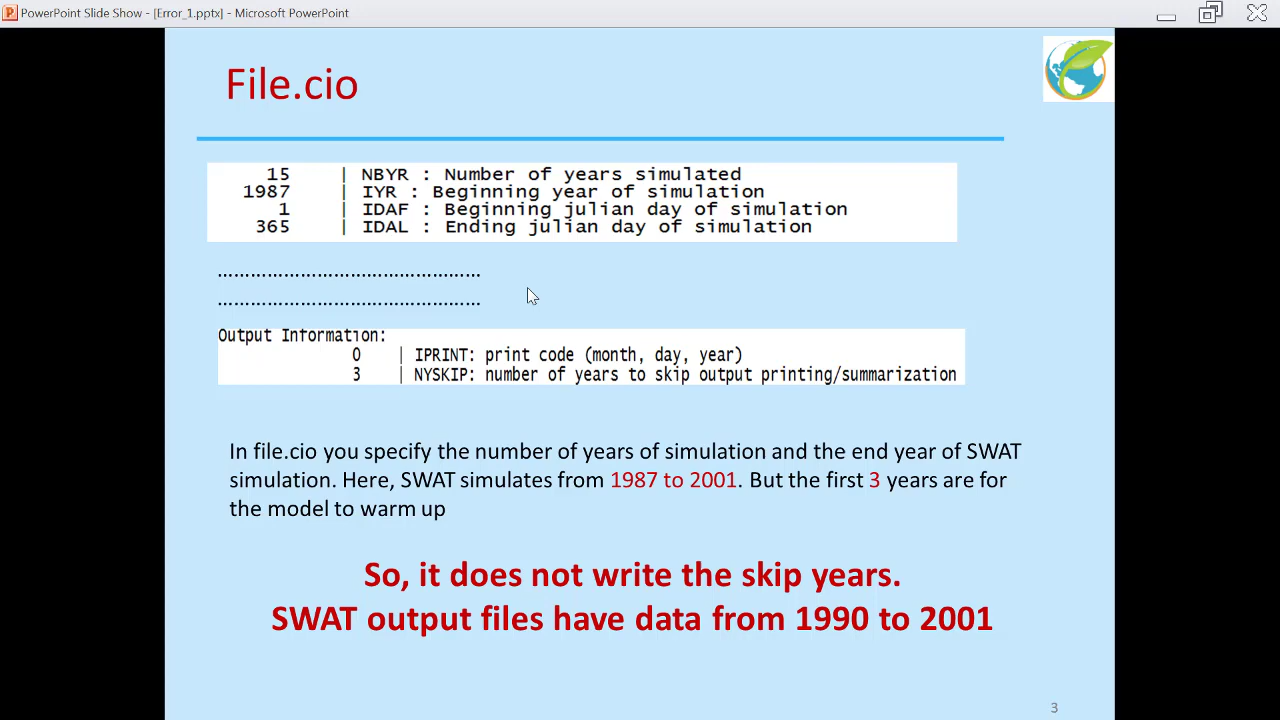 PowerPoint Slide Show - [Error_1.pptx] - Microsoft PowerPoint
File.cio
15 | NBYR : Number of years simulated
1987 | IYR : Beginning year of simulation
1 | IDAF : Beginning julian day of simulation
365 | IDAL : Ending julian day of simulation
................................................
................................................
Output Information:
0 | IPRINT: print code (month, day, year)
3 | NYSKIP: number of years to skip output printing/summarization
In file.cio you specify the number of years of simulation and the end year of SWAT
simulation. Here, SWAT simulates from 1987 to 2001. But the first 3 years are for
the model to warm up
So, it does not write the skip years.
SWAT output files have data from 1990 to 2001
3